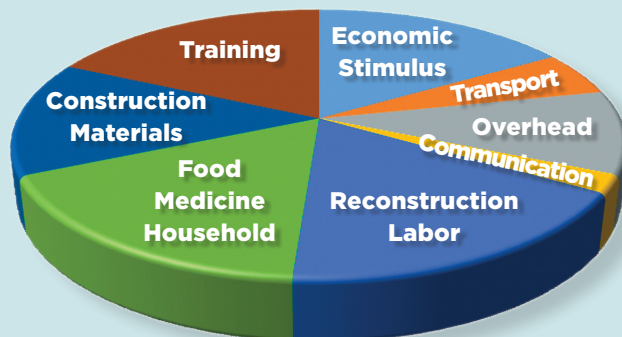 Economic
Stimulus
Transport
Overhead
Communication
Reconstruction
Labor
Food
Medicine
Household
Construction
Materials
Training